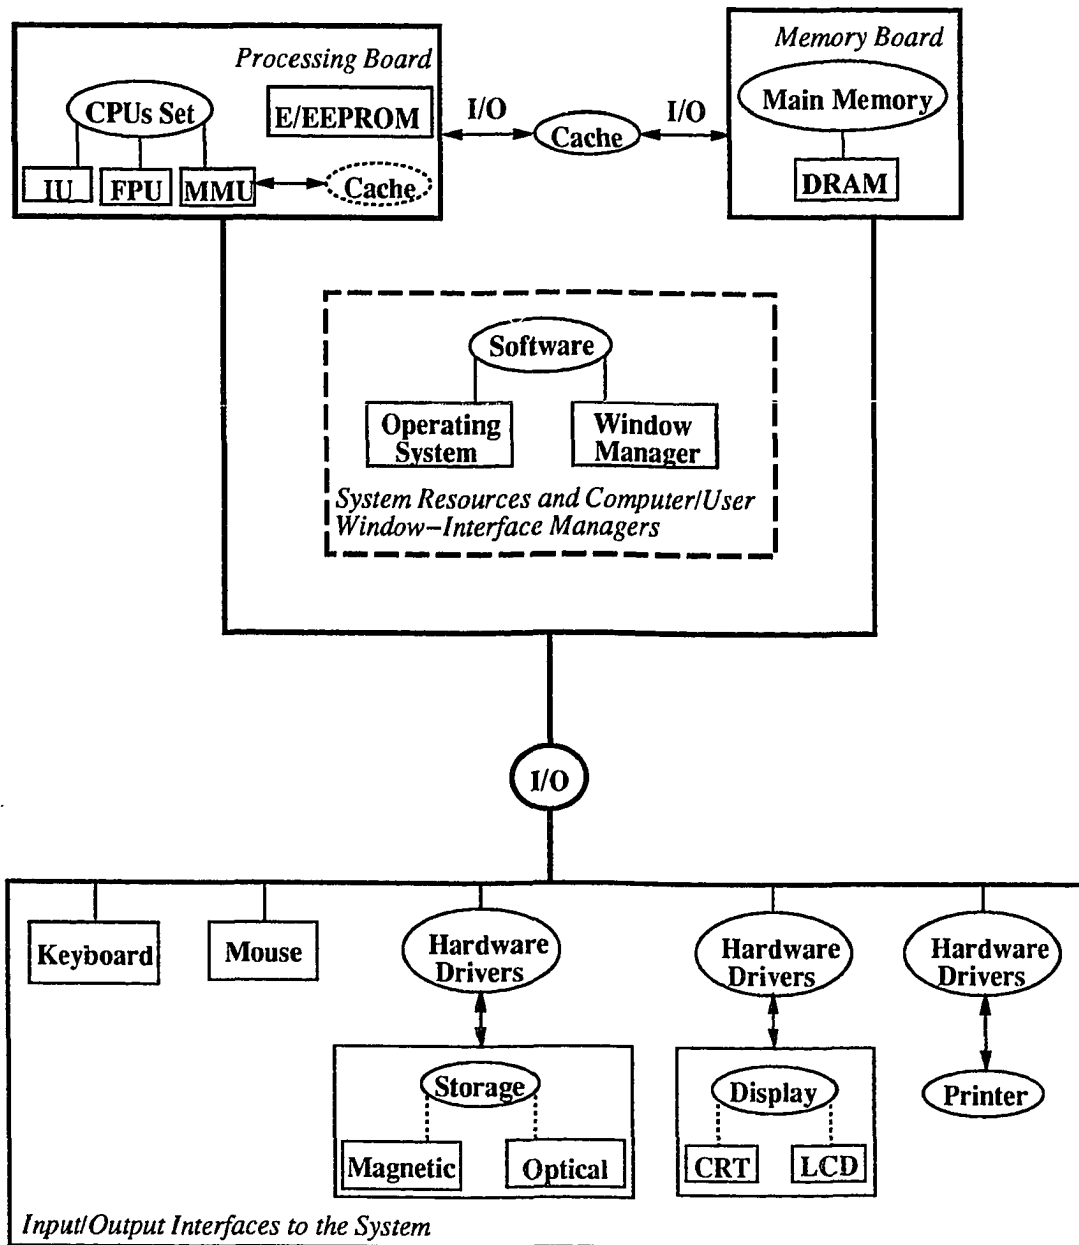 Processing Board
CPUs Set
E/EEPROM
IU
FPU
MMU
Cache
I/O
Cache
I/O
Memory Board
Main Memory
DRAM
Software
Operating
System
Window
Manager
System Resources and Computer/User
Window–Interface Managers
I/O
Keyboard
Mouse
Hardware
Drivers
Storage
Magnetic
Optical
Hardware
Drivers
Display
CRT
LCD
Hardware
Drivers
Printer
Input/Output Interfaces to the System